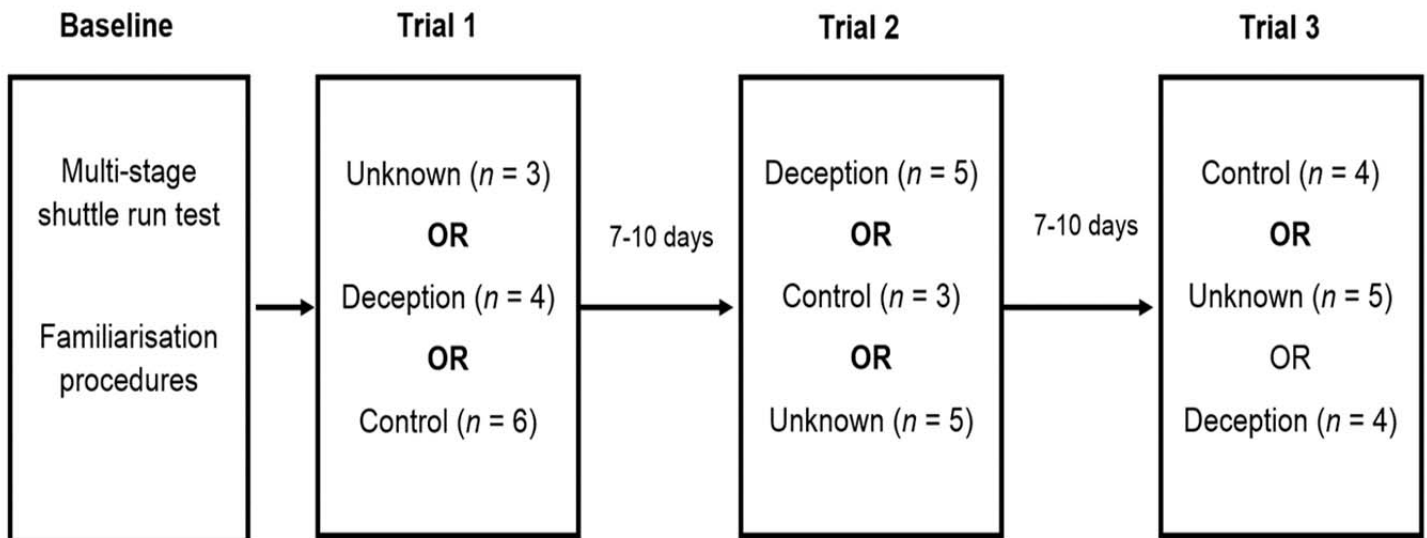 Baseline
Multi-stage
shuttle run test
Familiarisation
procedures
Trial 1
Unknown (n = 3)
OR
Deception (n = 4)
OR
Control (n = 6)
7-10 days
Trial 2
Deception (n = 5)
OR
Control (n = 3)
OR
Unknown (n = 5)
7-10 days
Trial 3
Control (n = 4)
OR
Unknown (n = 5)
OR
Deception (n = 4)